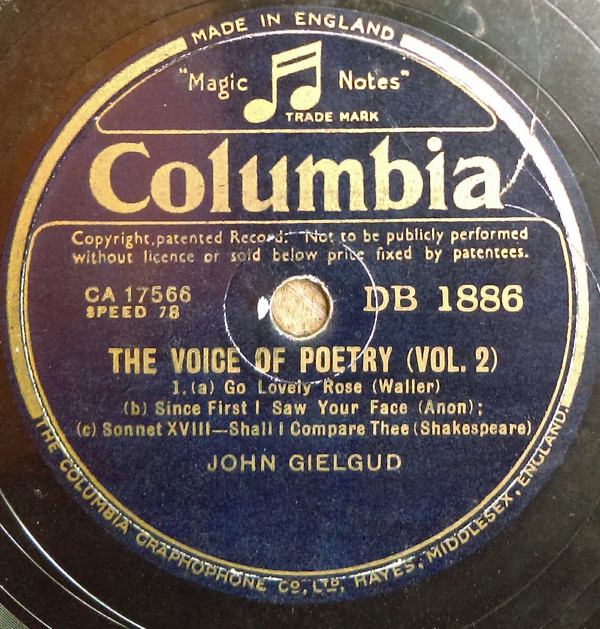 MADE IN ENGLAND
"Magic Notes"
TRADE MARK
Columbia
Copyright, patented Record. Not to be publicly performed
without licence or sold below price fixed by patentees.
CA 17566
SPEED 78
DB 1886
THE VOICE OF POETRY (VOL. 2)
1. (a) Go Lovely Rose (Waller)
(b) Since First I Saw Your Face (Anon);
(c) Sonnet XVIII—Shall I Compare Thee (Shakespeare)
JOHN GIELGUD
THE COLUMBIA GRAPHOPHONE CO, LTD, HAYES, MIDDLESEX, ENGLAND.